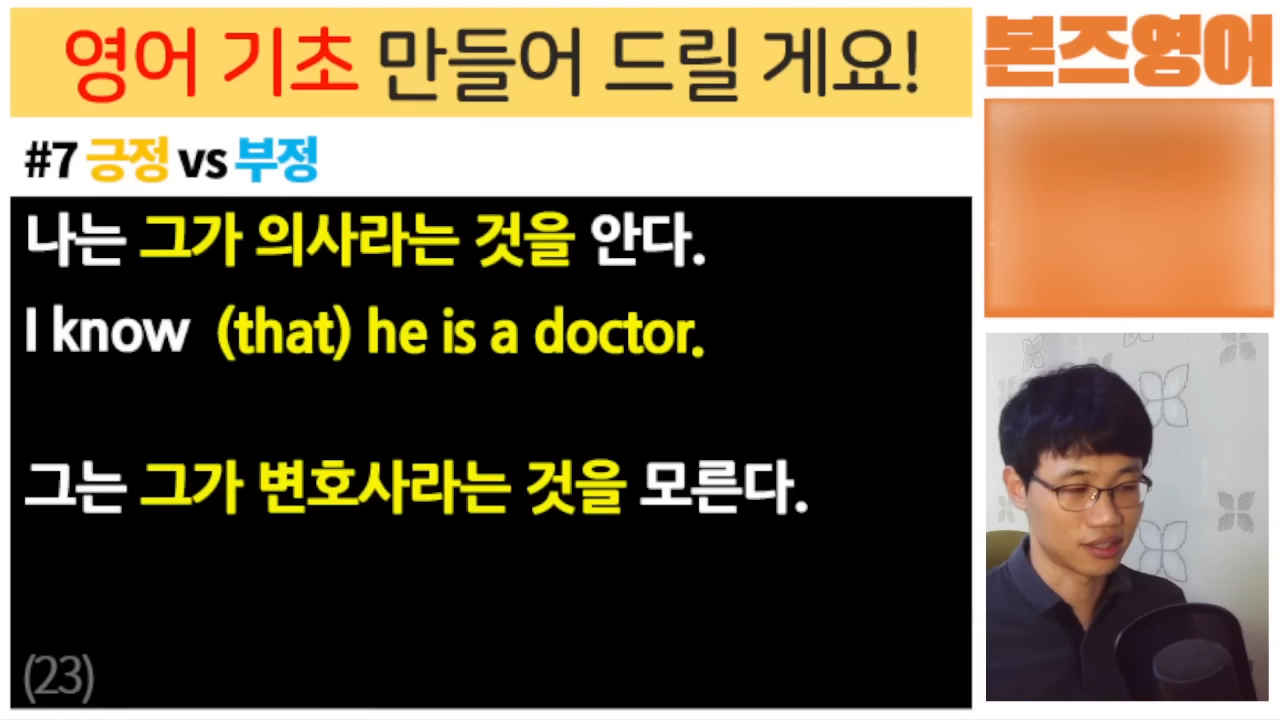 영어 기초 만들어 드릴 게요!
본즈영어
#7 긍정 vs 부정
나는 그가 의사라는 것을 안다.
I know (that) he is a doctor.
그는 그가 변호사라는 것을 모른다.
(23)